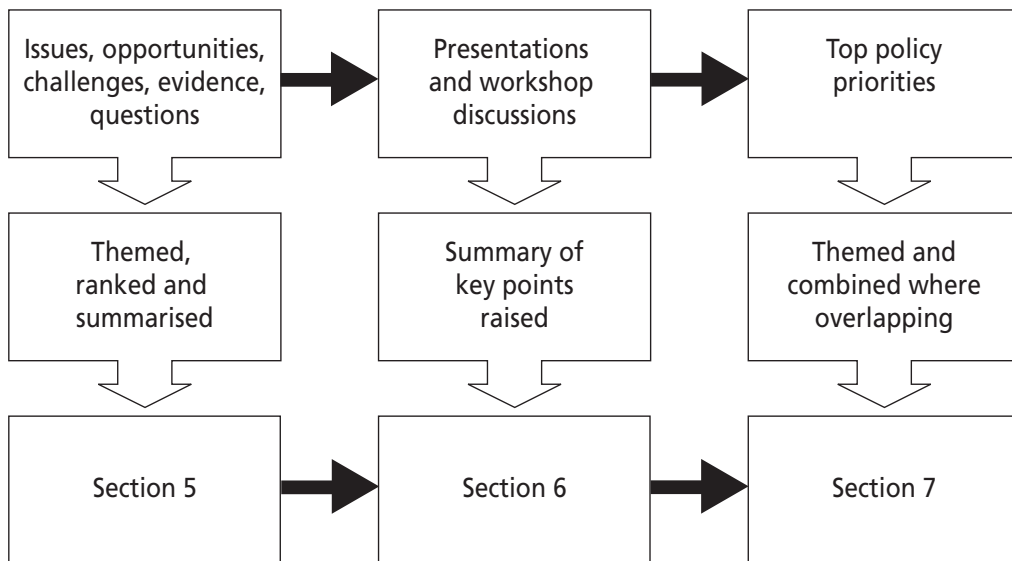 Issues, opportunities,
challenges, evidence,
questions
Presentations
and workshop
discussions
Top policy
priorities
Themed,
ranked and
summarised
Summary of
key points
raised
Themed and
combined where
overlapping
Section 5
Section 6
Section 7